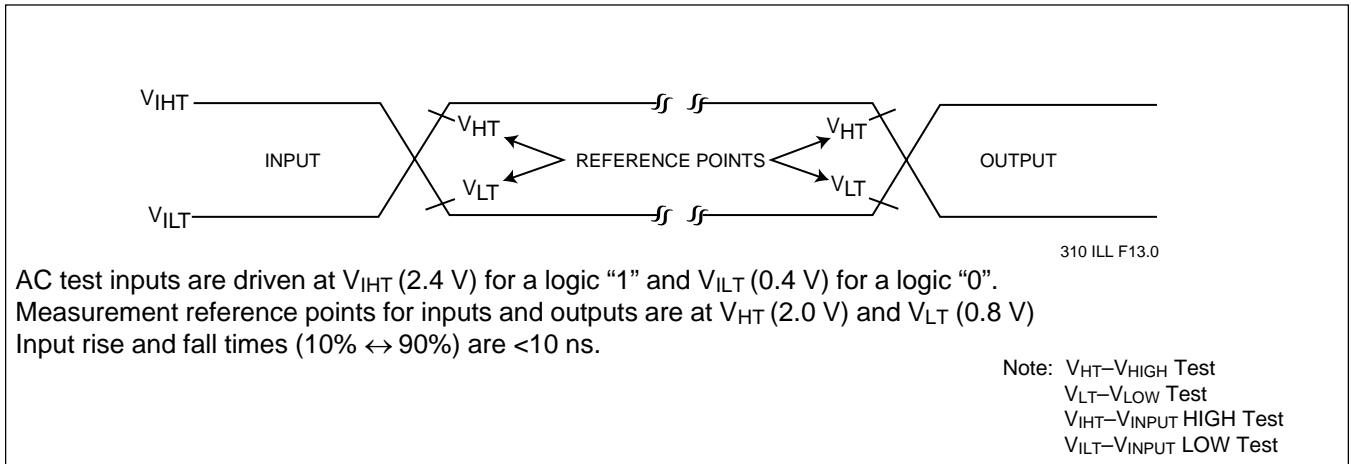 VIHT
VHT
VHT
INPUT
REFERENCE POINTS
OUTPUT
VLT
VLT
VILT
310 ILL F13.0
AC test inputs are driven at VIHT (2.4 V) for a logic “1” and VILT (0.4 V) for a logic “0”.
Measurement reference points for inputs and outputs are at VHT (2.0 V) and VLT (0.8 V)
Input rise and fall times (10% ↔ 90%) are <10 ns.
Note: VHT–VHIGH Test
VLT–VLOW Test
VIHT–VINPUT HIGH Test
VILT–VINPUT LOW Test